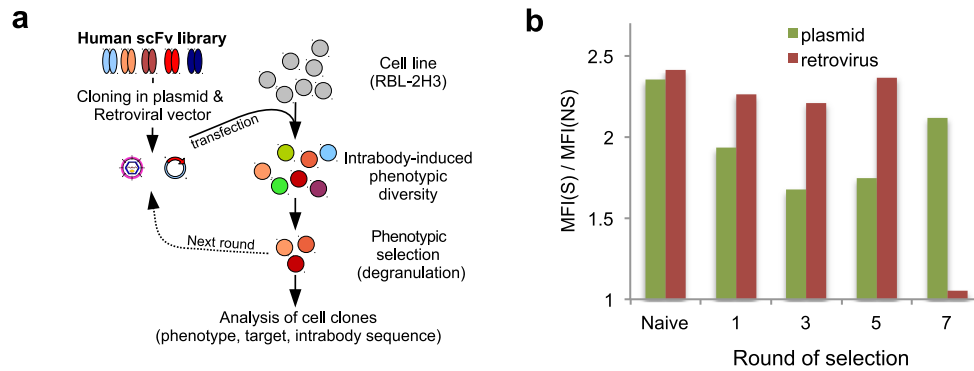 a
Human scFv library
Cloning in plasmid &
Retroviral vector
transfection
Cell line
(RBL-2H3)
Intrabody-induced
phenotypic
diversity
Next round
Phenotypic
selection
(degranulation)
Analysis of cell clones
(phenotype, target, intrabody sequence)
b
plasmid
retrovirus
MFI(S) / MFI(NS)
2.5
2
1.5
1
Naive 1 3 5 7
Round of selection